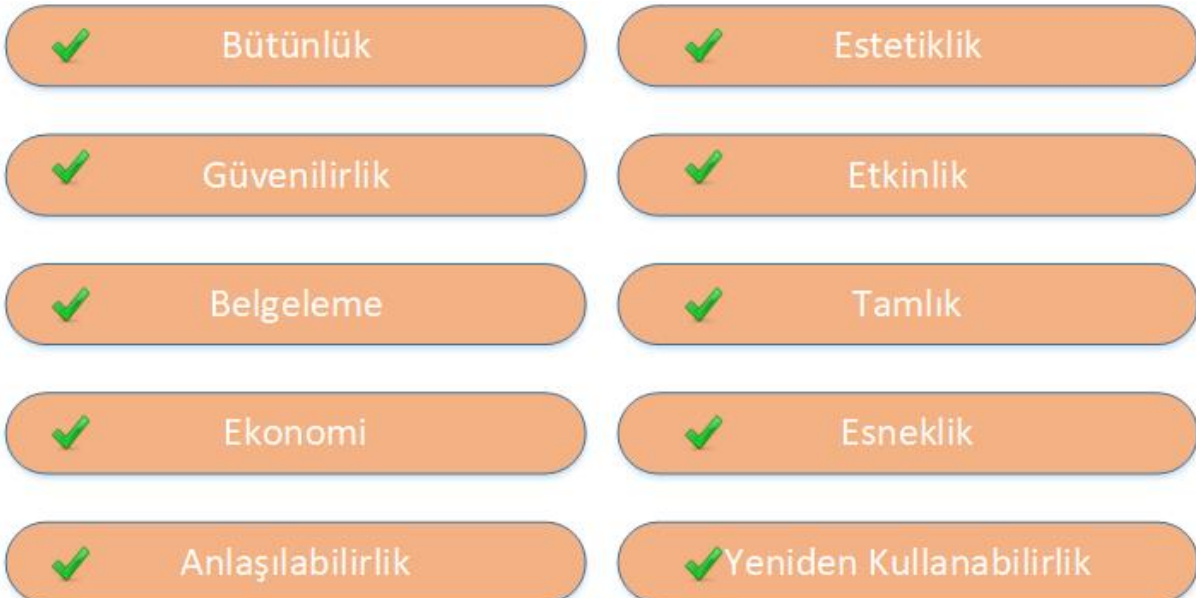 Bütünlük
Estetiklik
Güvenilirlik
Etkinlik
Belgeleme
Tamlık
Ekonomi
Esneklik
Anlaşılabilirlik
Yeniden Kullanabilirlik